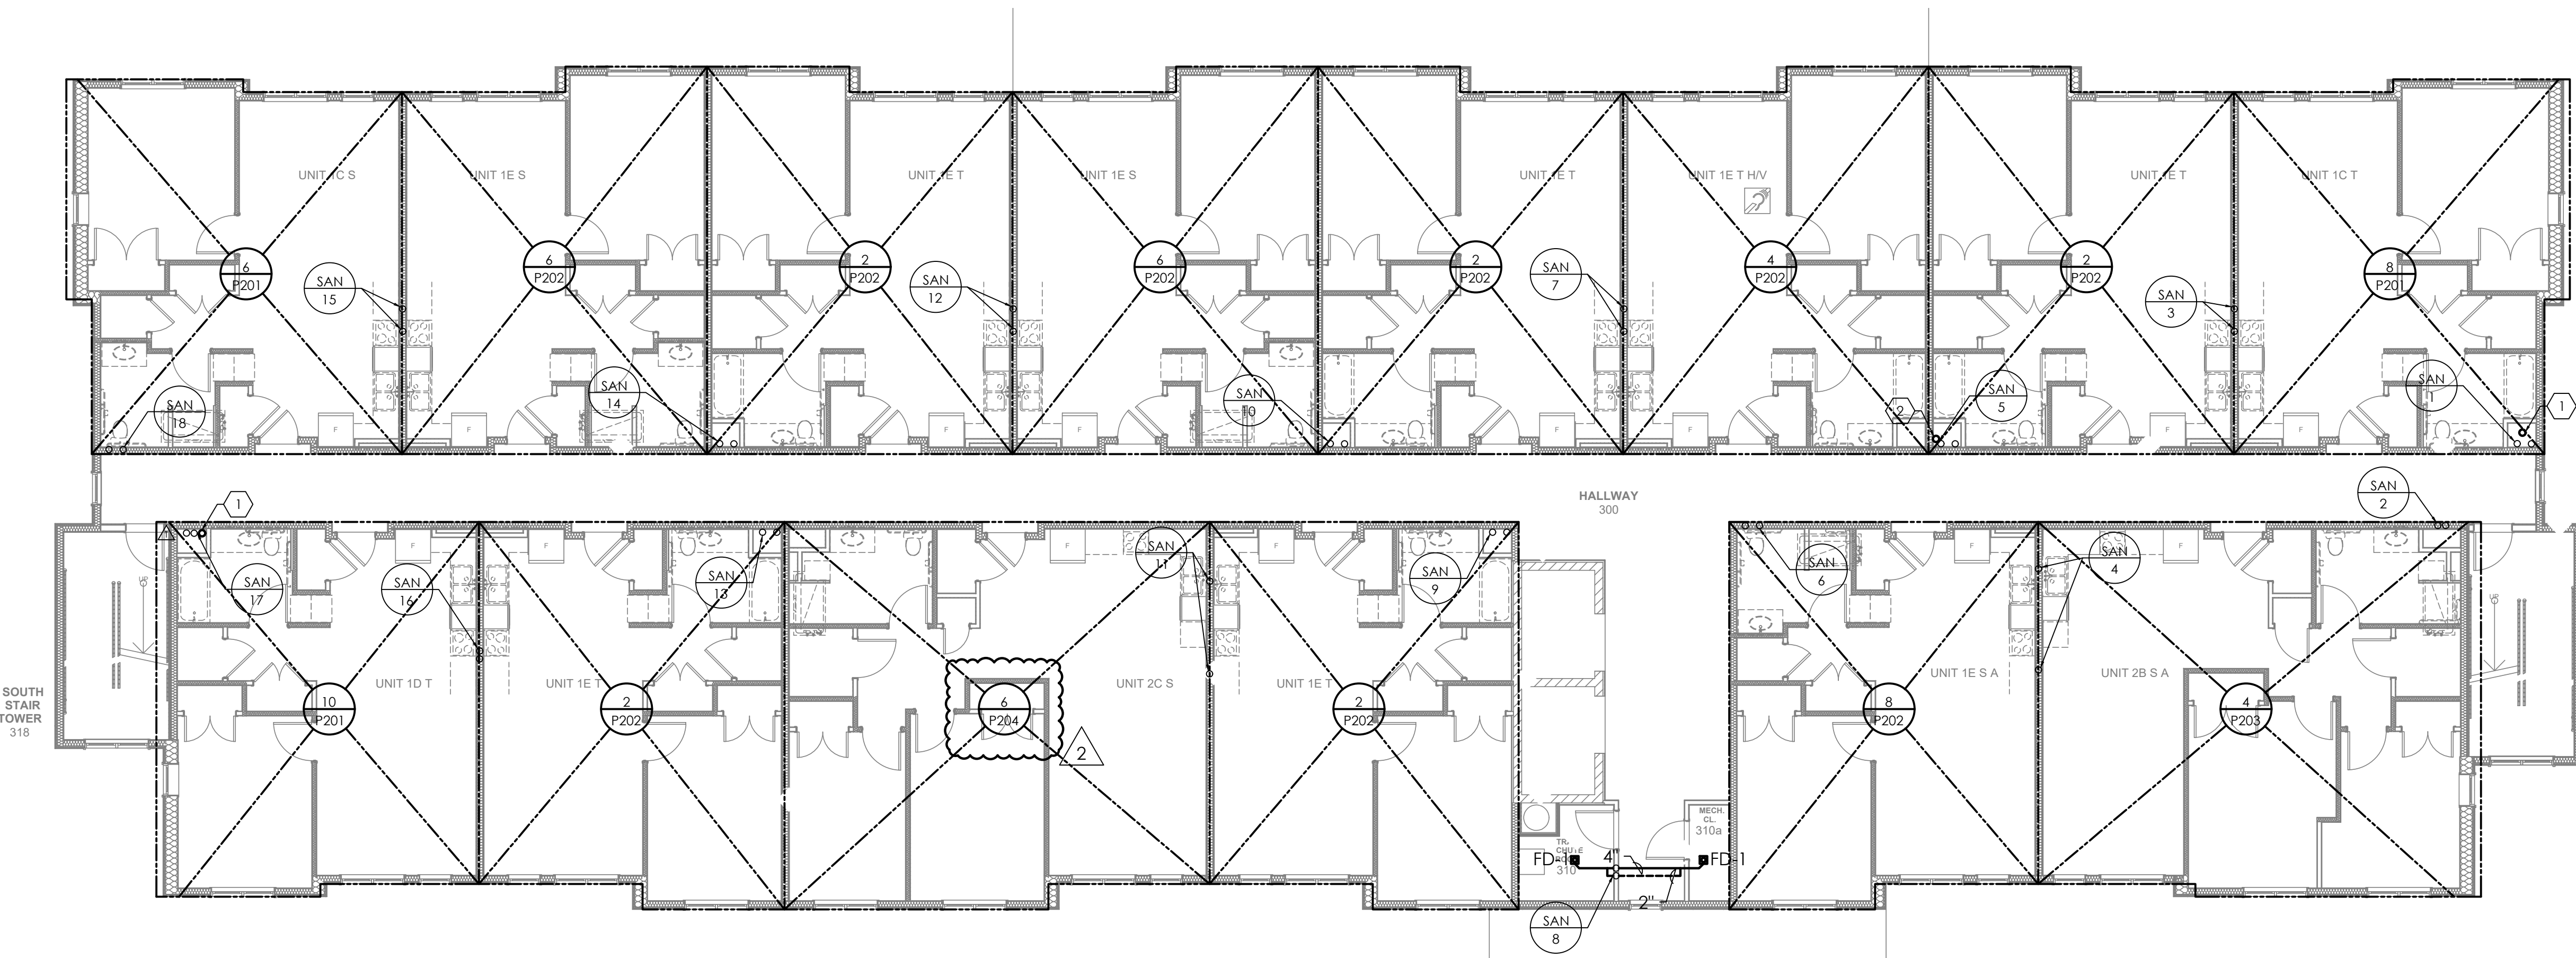 UNIT 1C S
UNIT 1E S
UNIT 1E T
UNIT 1E S
UNIT 1E T
UNIT 1E T H/V
UNIT 1E T
UNIT 1C T
6
P201
SAN
15
6
P202
2
P202
SAN
12
6
P202
2
P202
SAN
7
4
P202
2
P202
SAN
3
8
P201
SAN
18
SAN
14
SAN
10
2
SAN
5
SAN
1
1
F
F
F
F
F
F
F
F
HALLWAY
300
SAN
2
1
F
F
F
F
F
F
SAN
17
SAN
16
SAN
13
SAN
11
SAN
9
SAN
6
SAN
4
UP
UP
SOUTH
STAIR
TOWER
318
UNIT 1D T
UNIT 1E T
UNIT 2C S
UNIT 1E T
UNIT 1E S A
UNIT 2B S A
10
P201
2
P202
6
P204
2
2
P202
8
P202
4
P203
MECH.
CL.
310a
CHUTE
310
FD-1
4"
FD-1
2"
SAN
8